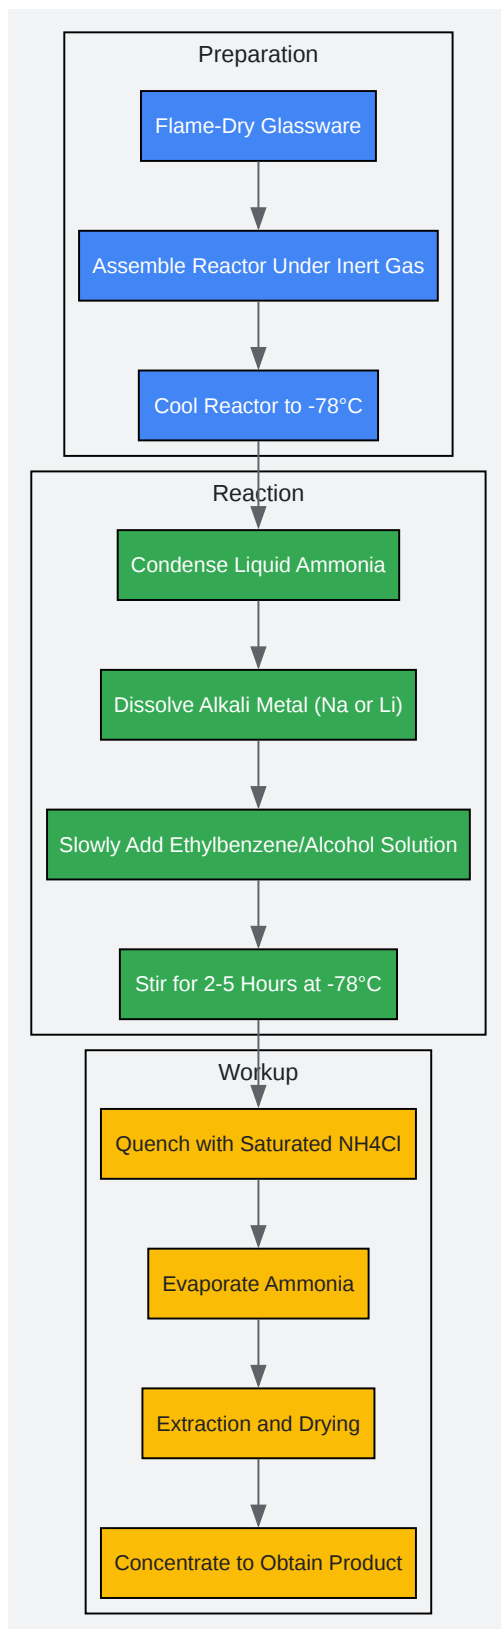 Preparation
Flame-Dry Glassware
Assemble Reactor Under Inert Gas
Cool Reactor to -78°C
Reaction
Condense Liquid Ammonia
Dissolve Alkali Metal (Na or Li)
Slowly Add Ethylbenzene/Alcohol Solution
Stir for 2-5 Hours at -78°C
Workup
Quench with Saturated NH4Cl
Evaporate Ammonia
Extraction and Drying
Concentrate to Obtain Product